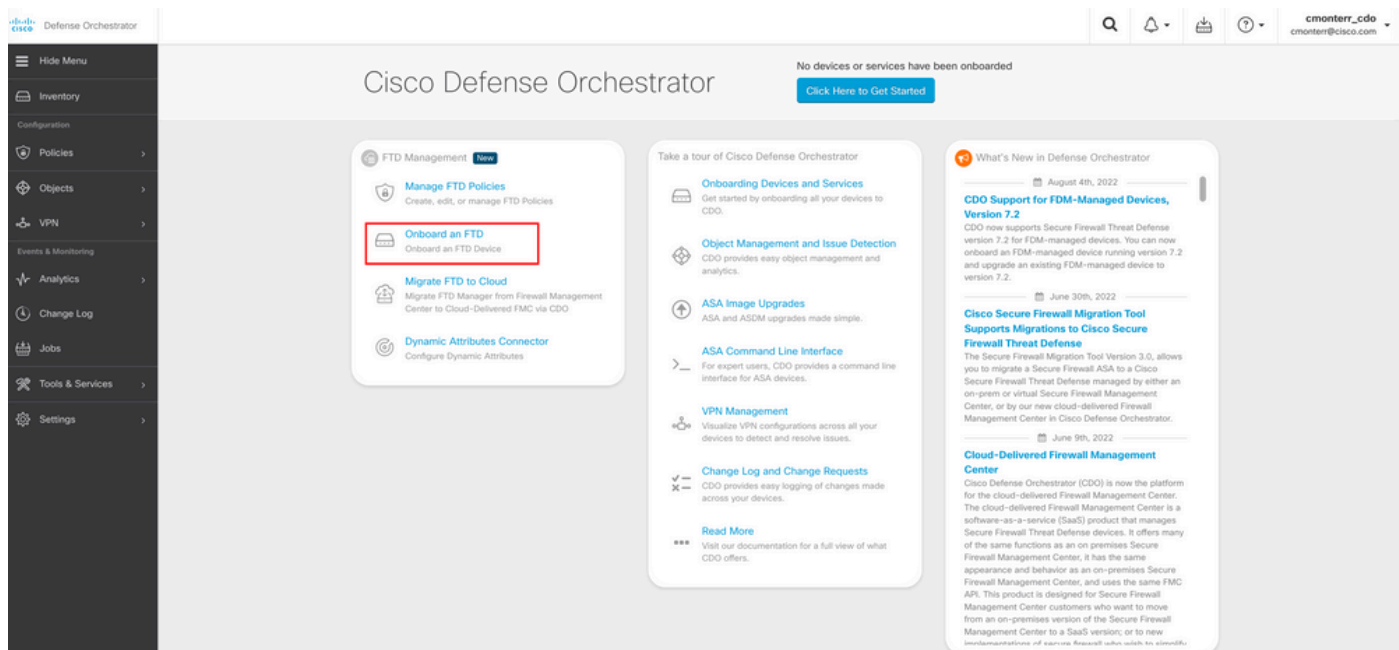 CISCO
Defense Orchestrator
cmonterr_cdo
cmonterr@cisco.com
Hide Menu
Inventory
Configuration
Policies
Objects
VPN
Events & Monitoring
Analytics
Change Log
Jobs
Tools & Services
Settings
Cisco Defense Orchestrator
No devices or services have been onboarded
Click Here to Get Started
FTD Management New
Manage FTD Policies
Create, edit, or manage FTD Policies
Onboard an FTD
Onboard an FTD Device
Migrate FTD to Cloud
Migrate FTD Manager from Firewall Management
Center to Cloud-Delivered FMC via CDO
Dynamic Attributes Connector
Configure Dynamic Attributes
Take a tour of Cisco Defense Orchestrator
Onboarding Devices and Services
Get started by onboarding all your devices to
CDO.
Object Management and Issue Detection
CDO provides easy object management and
analytics.
ASA Image Upgrades
ASA and ASDM upgrades made simple.
ASA Command Line Interface
For expert users, CDO provides a command line
interface for ASA devices.
VPN Management
Visualize VPN configurations across all your
devices to detect and resolve issues.
Change Log and Change Requests
CDO provides easy logging of changes made
across your devices.
Read More
Visit our documentation for a full view of what
CDO offers.
What's New in Defense Orchestrator
August 4th, 2022
CDO Support for FDM-Managed Devices,
Version 7.2
CDO now supports Secure Firewall Threat Defense
version 7.2 for FDM-managed devices. You can now
onboard an FDM-managed device running version 7.2
and upgrade an existing FDM-managed device to
version 7.2.
June 30th, 2022
Cisco Secure Firewall Migration Tool
Supports Migrations to Cisco Secure
Firewall Threat Defense
The Secure Firewall Migration Tool Version 3.0, allows
you to migrate a Secure Firewall ASA to a Cisco
Secure Firewall Threat Defense managed by either an
on-prem or virtual Secure Firewall Management
Center, or by our new cloud-delivered Firewall
Management Center in Cisco Defense Orchestrator.
June 9th, 2022
Cloud-Delivered Firewall Management
Center
Cisco Defense Orchestrator (CDO) is now the platform
for the cloud-delivered Firewall Management Center.
The cloud-delivered Firewall Management Center is a
software-as-a-service (SaaS) product that manages
Secure Firewall Threat Defense devices. It offers many
of the same functions as an on premises Secure
Firewall Management Center, it has the same
appearance and behavior as an on-premises Secure
Firewall Management Center, and uses the same FMC
API. This product is designed for Secure Firewall
Management Center customers who want to move
from an on-premises version of the Secure Firewall
Management Center to a SaaS version; or to new
implementations of secure firewall who wish to simplify